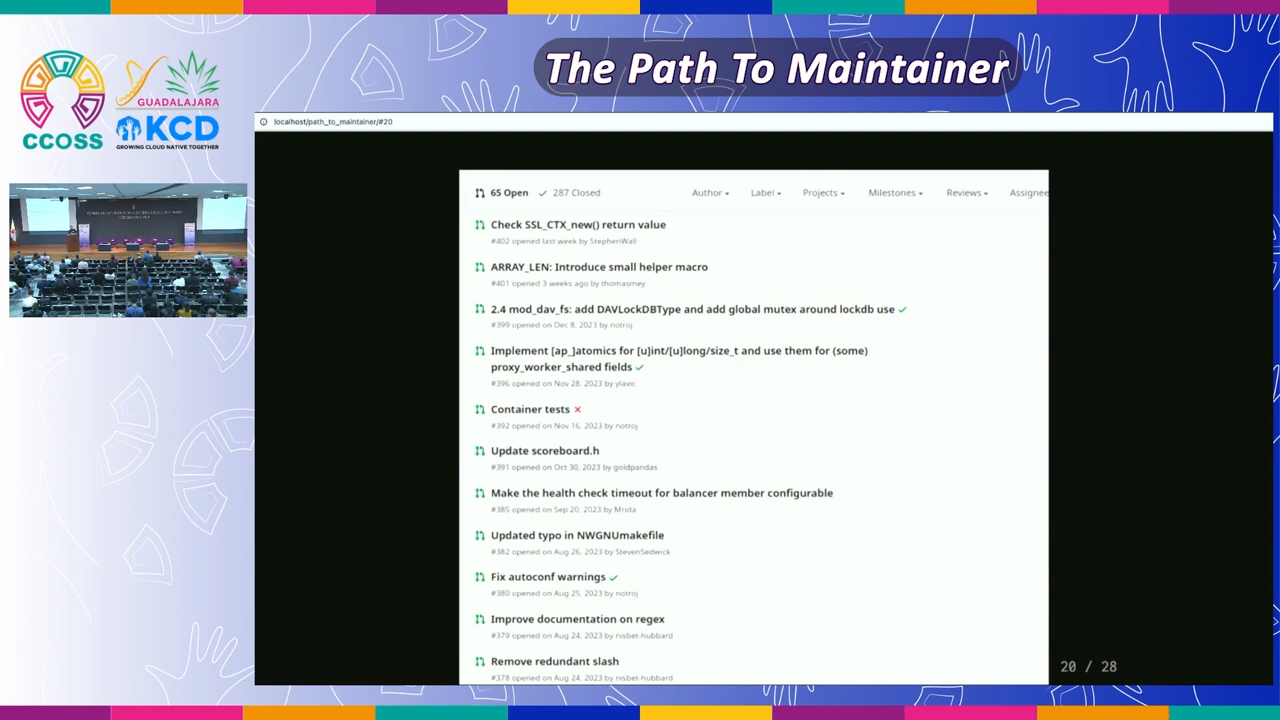 The Path To Maintainer
CCOSS
GUADALAJARA
KCD
GROWING CLOUD NATIVE TOGETHER
localhost/path_to_maintainer/#20
65 Open 287 Closed Author Label Projects Milestones Reviews Assignee
Check SSL_CTX_new() return value
#402 opened last week by StephenWall
ARRAY_LEN: Introduce small helper macro
#401 opened 3 weeks ago by thomasmey
2.4 mod_dav_fs: add DAVLockDBType and add global mutex around lockdb use
#399 opened on Dec 8, 2023 by notroj
Implement [ap_]atomics for [u]int/[u]long/size_t and use them for (some)
proxy_worker_shared fields
#396 opened on Nov 28, 2023 by ylavic
Container tests
#392 opened on Nov 16, 2023 by notroj
Update scoreboard.h
#391 opened on Oct 30, 2023 by goldpandas
Make the health check timeout for balancer member configurable
#385 opened on Sep 20, 2023 by Mrida
Updated typo in NWGNUmakefile
#382 opened on Aug 26, 2023 by StevenSedwick
Fix autoconf warnings
#380 opened on Aug 25, 2023 by notroj
Improve documentation on regex
#379 opened on Aug 24, 2023 by nisbet-hubbard
Remove redundant slash
#378 opened on Aug 24, 2023 by nisbet-hubbard
20 / 28